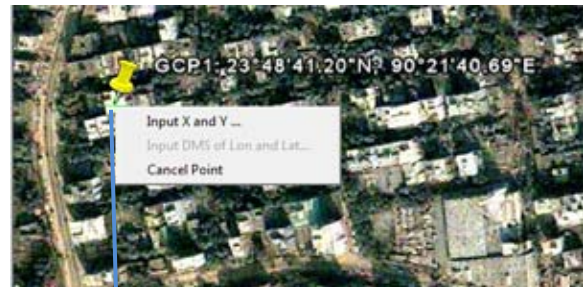 GCP1: 23°48'41.20"N, 90°21'40.69"E
Input X and Y ...
Input DMS of Lon and Lat...
Cancel Point